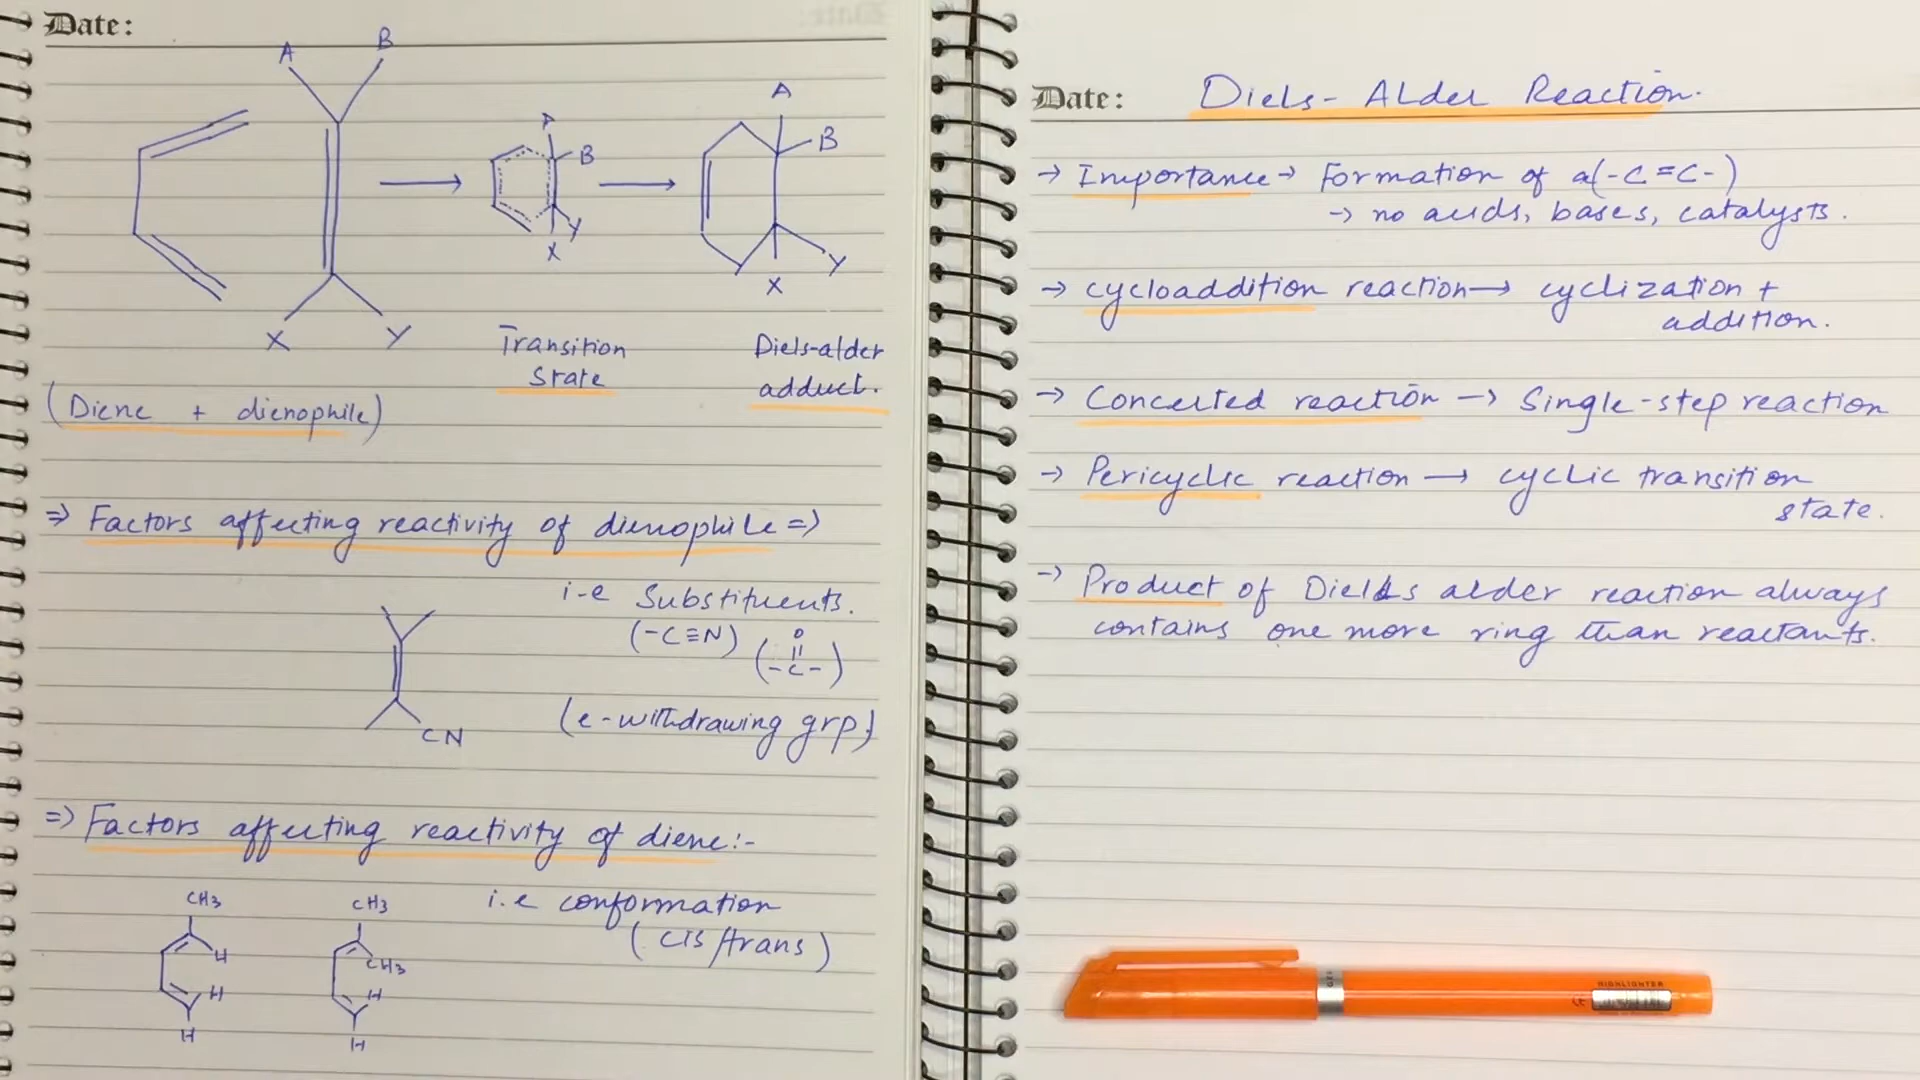 Date:
A B
A
B
Y
X
A
B
Y
X
X Y
Transition
State
Diels-alder
adduct.
(Diene + dienophile)
⇒ Factors affecting reactivity of dienophile ⇒
i-e Substituents.
(-C≡N) (-C-)
O
CN
(e-withdrawing grp)
⇒ Factors affecting reactivity of diene:-
CH3
H
H
H
CH3
CH3
H
H
i.e conformation
(cis/trans)
Date: Diels-Alder Reaction.
→ Importance → Formation of a(-C=C-)
→ no acids, bases, catalysts.
→ cycloaddition reaction → cyclization +
addition.
→ Concerted reaction → Single-step reaction
→ Pericyclic reaction → cyclic transition
state.
→ Product of Diels alder reaction always
contains one more ring than reactants.
HIGHLIGHTER